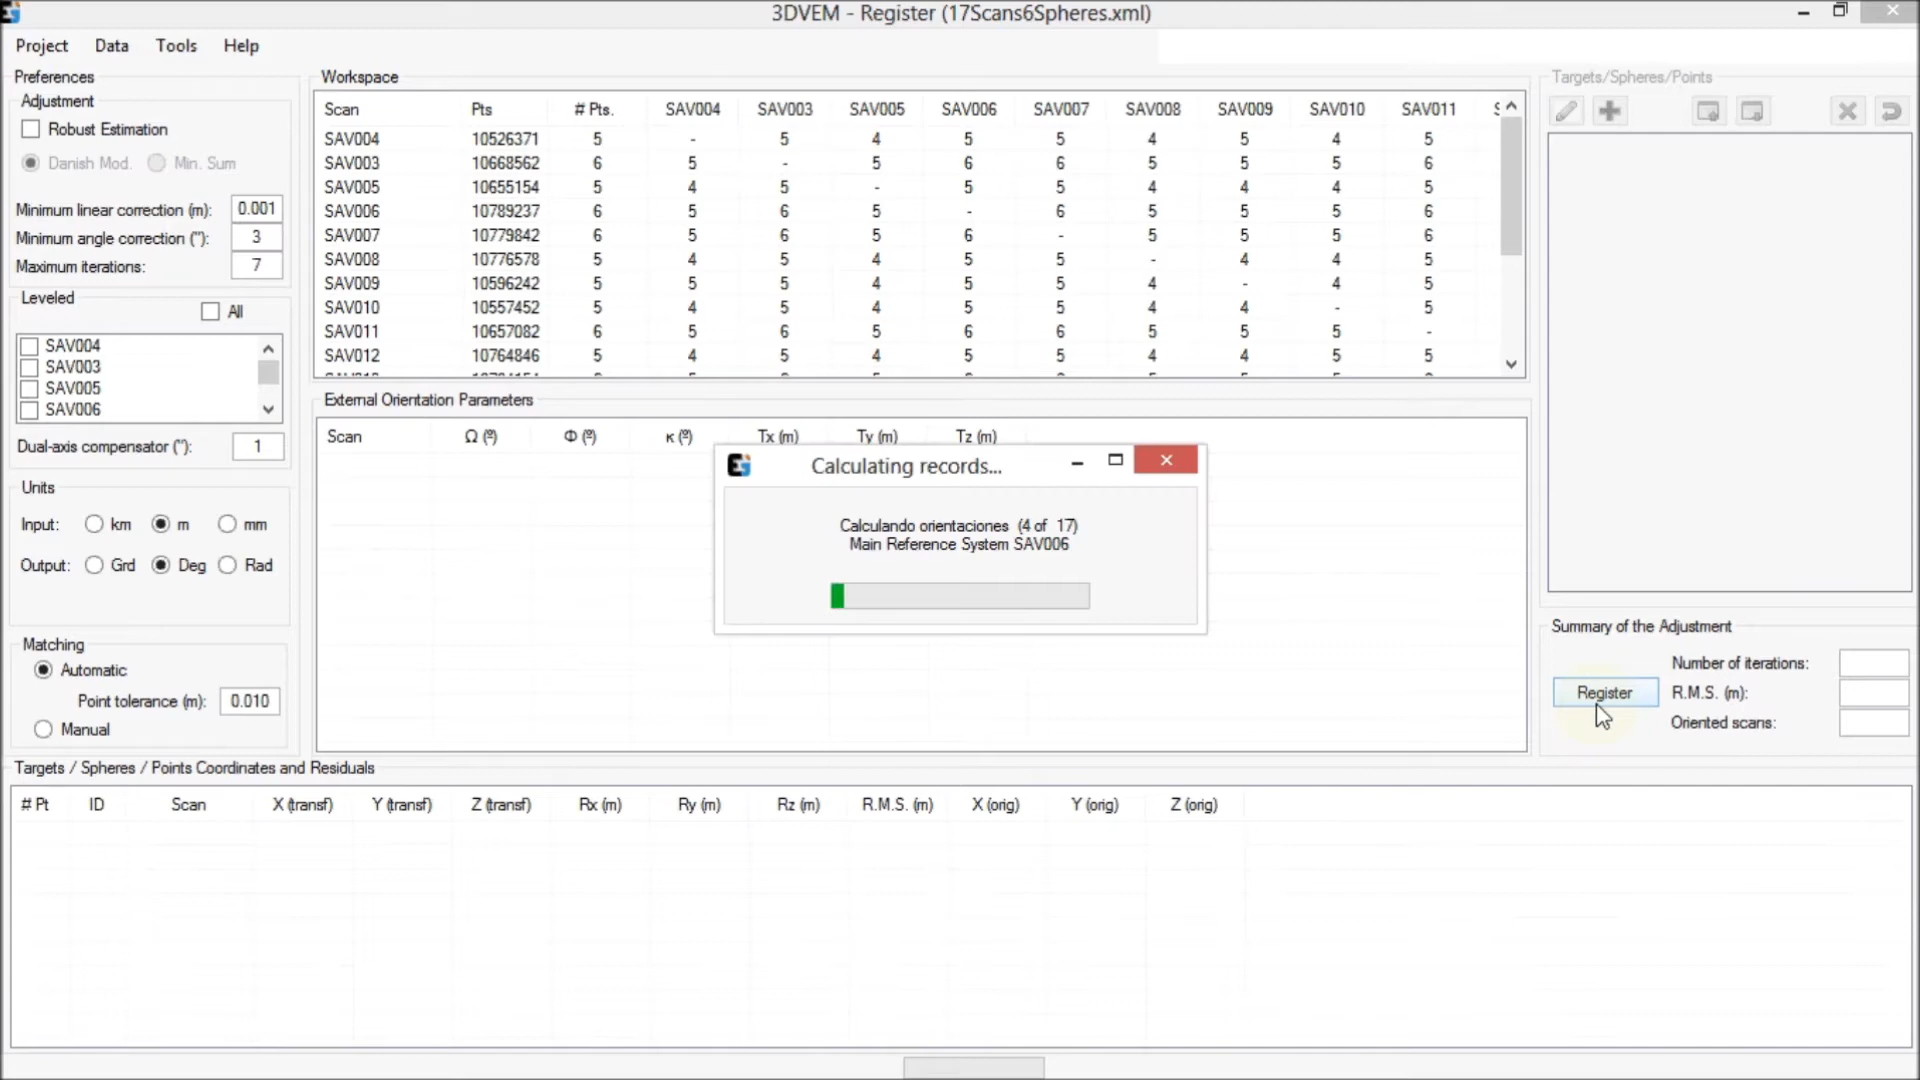 3DVEM - Register (17Scans6Spheres.xml)
Project Data Tools Help
Preferences
Adjustment
Robust Estimation
Danish Mod. Min. Sum
Minimum linear correction (m): 0.001
Minimum angle correction (''): 3
Maximum iterations: 7
Leveled
All
SAV004
SAV003
SAV005
SAV006
Dual-axis compensator (''): 1
Units
Input: km m mm
Output: Grd Deg Rad
Matching
Automatic
Point tolerance (m): 0.010
Manual
Workspace
Scan Pts # Pts. SAV004 SAV003 SAV005 SAV006 SAV007 SAV008 SAV009 SAV010 SAV011
SAV004 10526371 5 - 5 4 5 5 4 5 4 5
SAV003 10668562 6 5 - 5 6 6 5 5 5 6
SAV005 10655154 5 4 5 - 5 5 4 4 4 5
SAV006 10789237 6 5 6 5 - 6 5 5 5 6
SAV007 10779842 6 5 6 5 6 - 5 5 5 6
SAV008 10776578 5 4 5 4 5 5 - 4 4 5
SAV009 10596242 5 5 5 4 5 5 4 - 4 5
SAV010 10557452 5 4 5 4 5 5 4 4 - 5
SAV011 10657082 6 5 6 5 6 6 5 5 5 -
SAV012 10764846 5 4 5 4 5 5 4 4 5 5
External Orientation Parameters
Scan Ω (º) Φ (º) κ (º) Tx (m) Ty (m) Tz (m)
Calculating records...
Calculando orientaciones (4 of 17)
Main Reference System SAV006
Targets/Spheres/Points
Summary of the Adjustment
Register
Number of iterations:
R.M.S. (m):
Oriented scans:
Targets / Spheres / Points Coordinates and Residuals
# Pt ID Scan X (transf) Y (transf) Z (transf) Rx (m) Ry (m) Rz (m) R.M.S. (m) X (orig) Y (orig) Z (orig)